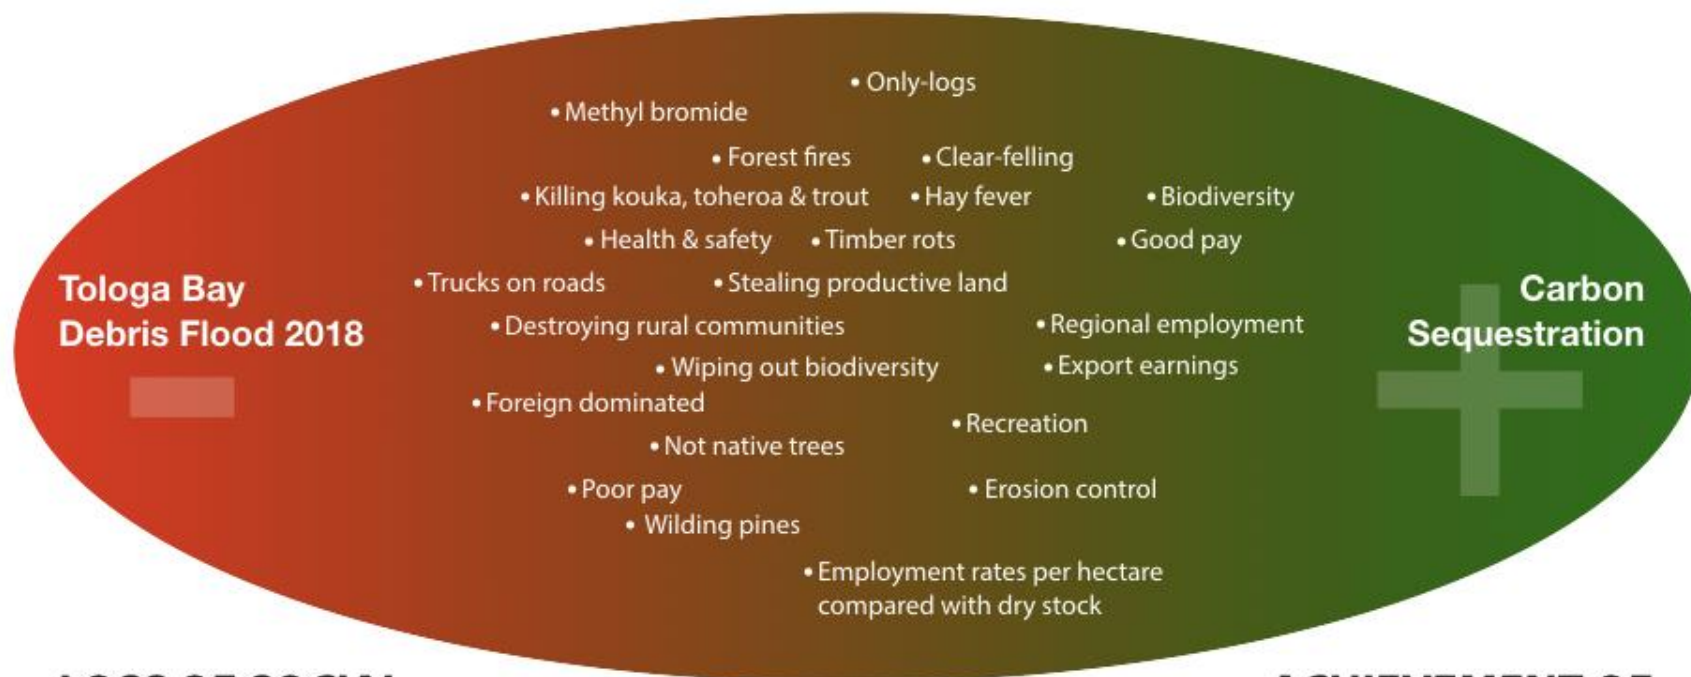 • Only-logs
• Methyl bromide
• Forest fires
• Clear-felling
• Killing kouka, toheroa & trout
• Hay fever
• Biodiversity
• Health & safety
• Timber rots
• Good pay
Tologa Bay
Debris Flood 2018
• Trucks on roads
• Stealing productive land
Carbon
Sequestration
• Destroying rural communities
• Regional employment
• Wiping out biodiversity
• Export earnings
• Foreign dominated
• Recreation
• Not native trees
• Poor pay
• Erosion control
• Wilding pines
• Employment rates per hectare
compared with dry stock